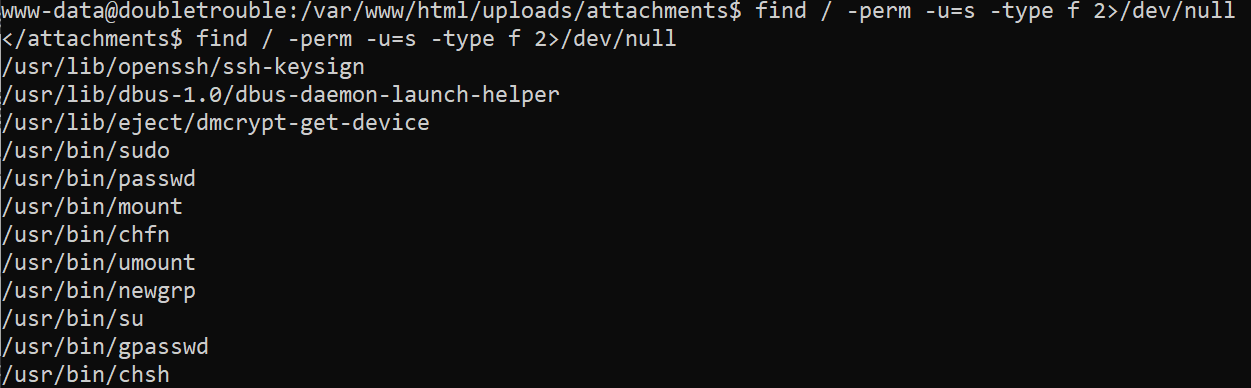 www-data@doubletrouble:/var/www/html/uploads/attachments$ find / -perm -u=s -type f 2>/dev/null
</attachments$ find / -perm -u=s -type f 2>/dev/null
/usr/lib/openssh/ssh-keysign
/usr/lib/dbus-1.0/dbus-daemon-launch-helper
/usr/lib/eject/dmcrypt-get-device
/usr/bin/sudo
/usr/bin/passwd
/usr/bin/mount
/usr/bin/chfn
/usr/bin/umount
/usr/bin/newgrp
/usr/bin/su
/usr/bin/gpasswd
/usr/bin/chsh